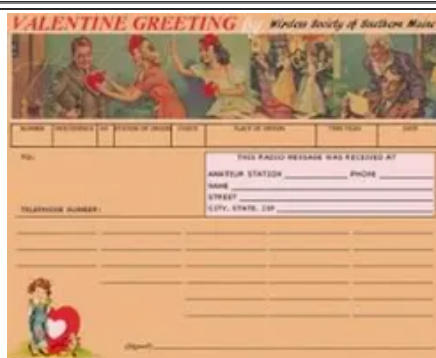 VALENTINE GREETING by Wireless Society of Southern Maine
NUMBER PRECEDENCE HX STATION OF ORIGIN CHECK PLACE OF ORIGIN TIME FILED DATE
TO:
THIS RADIO MESSAGE WAS RECEIVED AT
AMATEUR STATION PHONE
NAME
STREET
CITY, STATE, ZIP
TELEPHONE NUMBER:
(Signed)